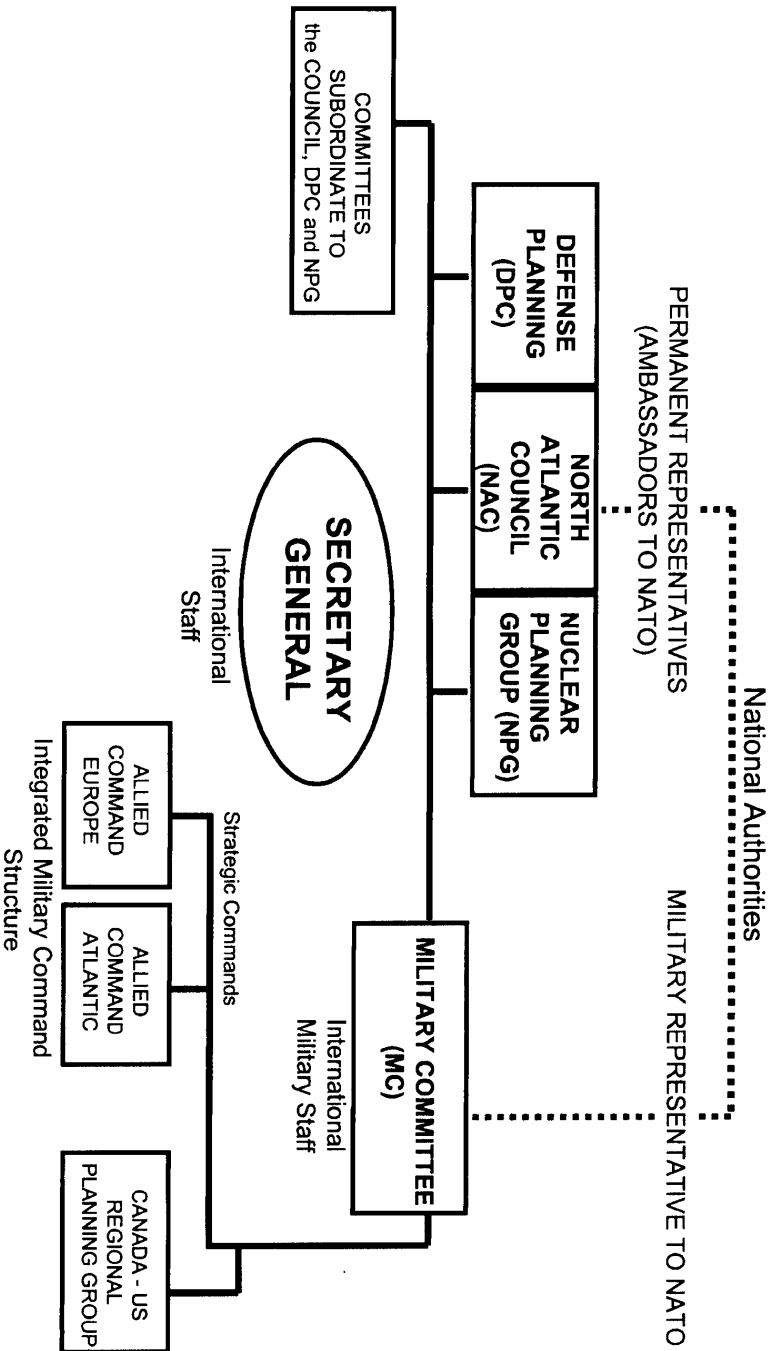 National Authorities
PERMANENT REPRESENTATIVES
(AMBASSADORS TO NATO)
MILITARY REPRESENTATIVE TO NATO
DEFENSE
PLANNING
(DPC)
NORTH
ATLANTIC
COUNCIL
(NAC)
NUCLEAR
PLANNING
GROUP (NPG)
COMMITTEES
SUBORDINATE TO
the COUNCIL, DPC and NPG
SECRETARY
GENERAL
International
Staff
MILITARY COMMITTEE
(MC)
International
Military Staff
Strategic Commands
ALLIED
COMMAND
EUROPE
ALLIED
COMMAND
ATLANTIC
Integrated Military Command
Structure
CANADA - US
REGIONAL
PLANNING GROUP